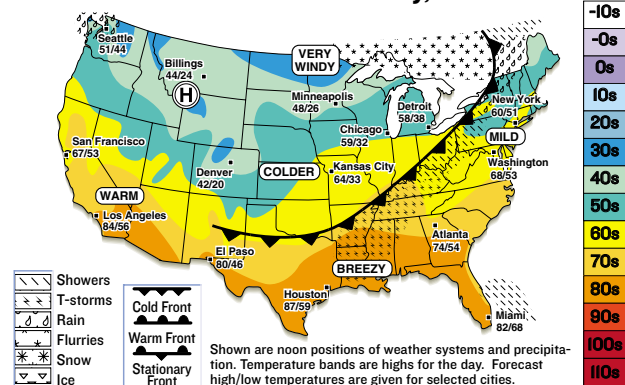 Seattle
51/44
Billings
44/24
H
VERY
WINDY
Minneapolis
48/26
Detroit
58/38
New York
60/51
Chicago
59/32
MILD
San Francisco
67/53
Denver
42/20
COLDER
Kansas City
64/33
Washington
68/53
WARM
Los Angeles
84/56
Atlanta
74/54
El Paso
80/46
BREEZY
Houston
87/59
Miami
82/68
-10s
-0s
0s
10s
20s
30s
40s
50s
60s
70s
80s
90s
100s
110s
Showers
T-storms
Rain
Flurries
Snow
Ice
Cold Front
Warm Front
Stationary
Front
Shown are noon positions of weather systems and precipita-
tion. Temperature bands are highs for the day. Forecast
high/low temperatures are given for selected cities.